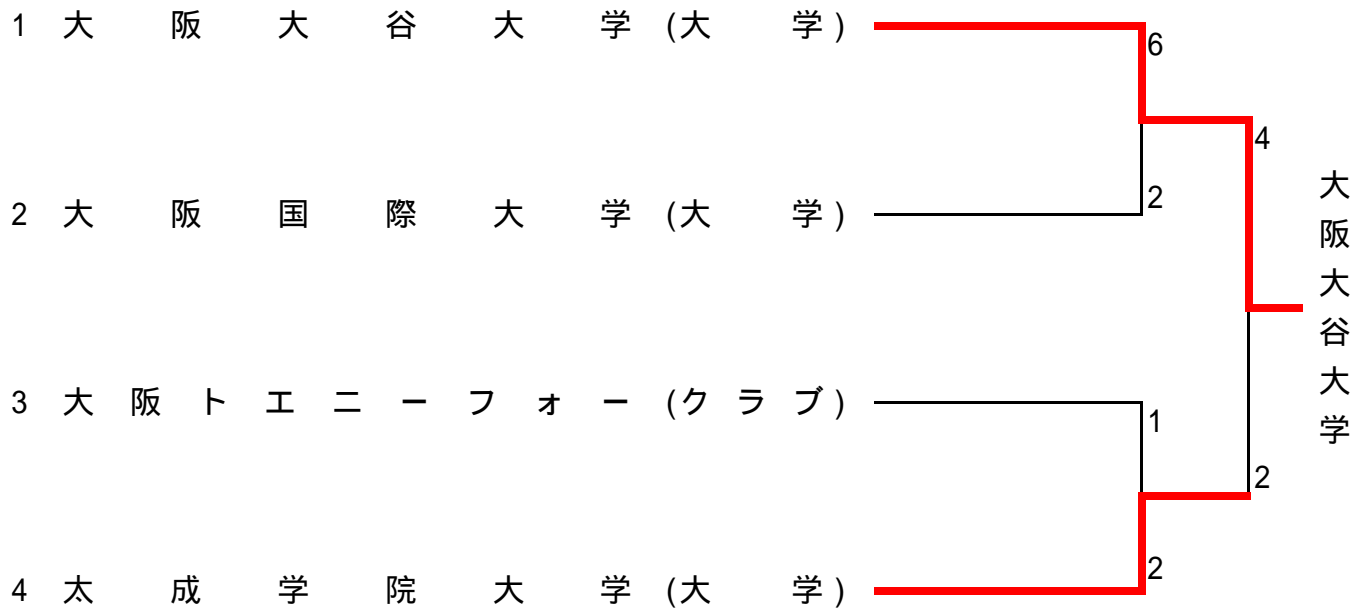 1 大阪大谷大学(大学)
6
4
2 大阪国際大学(大学)
2
大阪大谷大学
3 大阪トエニーフォー(クラブ)
1
2
4 太成学院大学(大学)
2